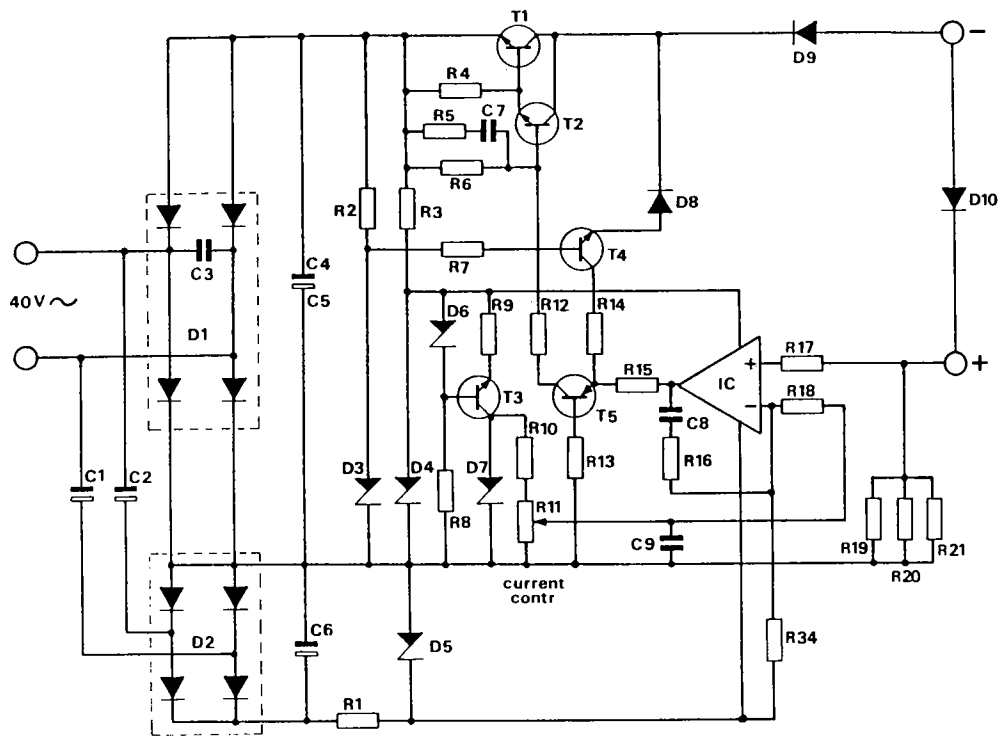 T1
−
D9
R4
C7
R5
T2
R6
R2
R3
D8
D10
R7
T4
C3
C4
C5
40V ~
D6
R9
R12
R14
D1
+
R17
IC
+
−
R15
R18
T3
T5
C8
R10
R13
R16
C1
C2
D3
D4
R8
D7
R11
C9
R19
R20
R21
current
contr
D2
C6
D5
R34
R1